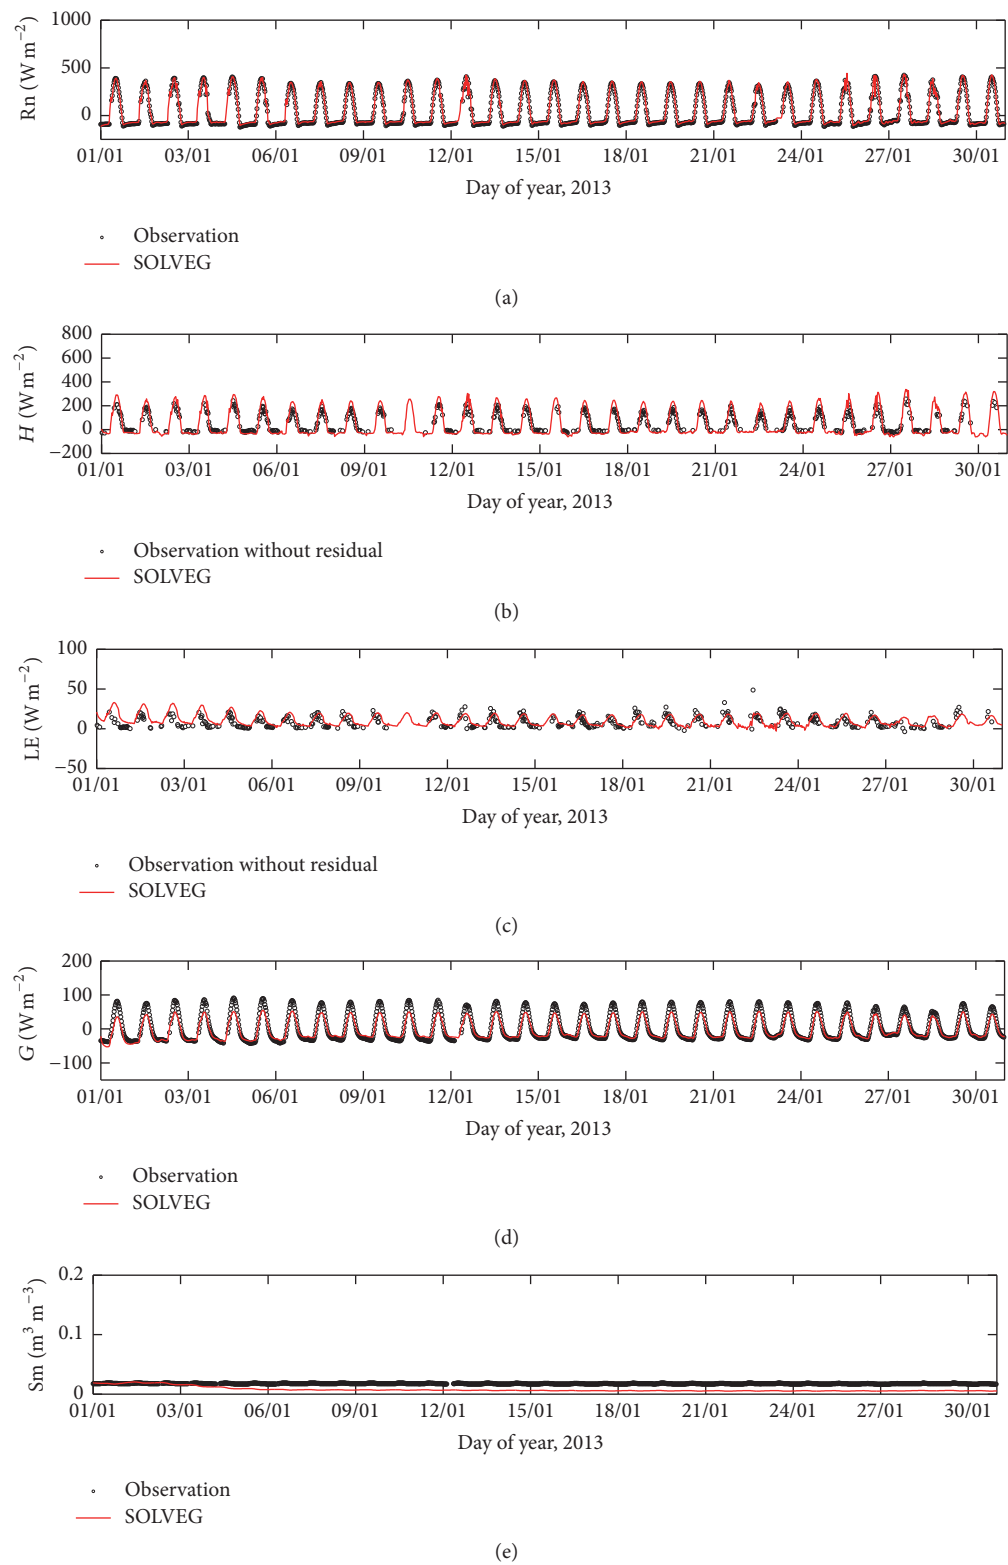 1000
500
0
Rn (W m−2)
01/01 03/01 06/01 09/01 12/01 15/01 18/01 21/01 24/01 27/01 30/01
Day of year, 2013
Observation
SOLVEG
(a)
800
600
400
200
0
−200
H (W m−2)
01/01 03/01 06/01 09/01 12/01 15/01 18/01 21/01 24/01 27/01 30/01
Day of year, 2013
Observation without residual
SOLVEG
(b)
100
50
0
−50
LE (W m−2)
01/01 03/01 06/01 09/01 12/01 15/01 18/01 21/01 24/01 27/01 30/01
Day of year, 2013
Observation without residual
SOLVEG
(c)
200
100
0
−100
G (W m−2)
01/01 03/01 06/01 09/01 12/01 15/01 18/01 21/01 24/01 27/01 30/01
Day of year, 2013
Observation
SOLVEG
(d)
0.2
0.1
0
Sm (m3 m−3)
01/01 03/01 06/01 09/01 12/01 15/01 18/01 21/01 24/01 27/01 30/01
Day of year, 2013
Observation
SOLVEG
(e)